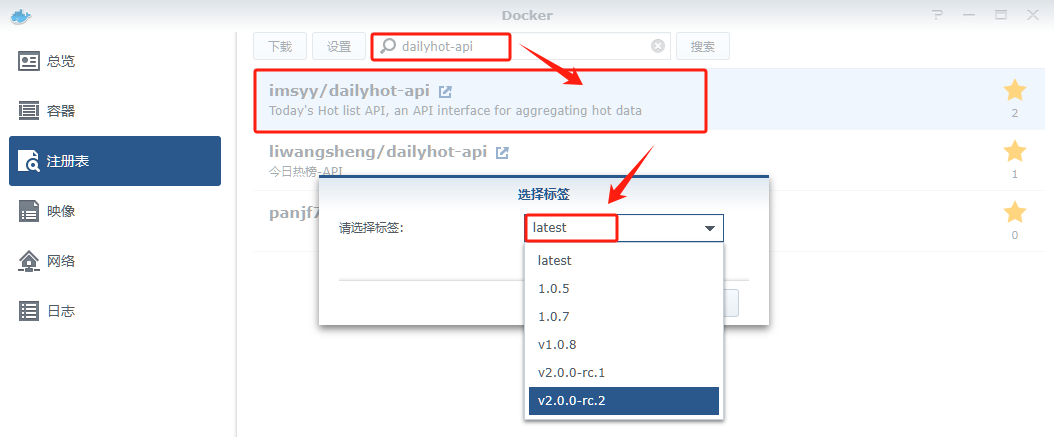 Docker
总览
容器
注册表
映像
网络
日志
下载 设置 dailyhot-api 搜索
imsyy/dailyhot-api
Today's Hot list API, an API interface for aggregating hot data
2
liwangsheng/dailyhot-api
今日热榜-API
1
panjf7
0
选择标签
请选择标签: latest
latest
1.0.5
1.0.7
v1.0.8
v2.0.0-rc.1
v2.0.0-rc.2